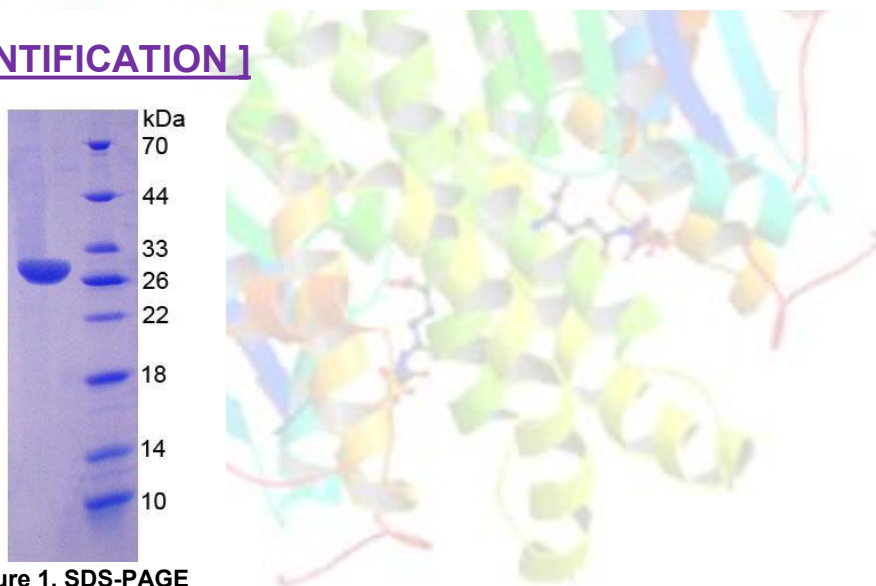 NTIFICATION ]
kDa
70
44
33
26
22
18
14
10
ure 1. SDS-PAGE